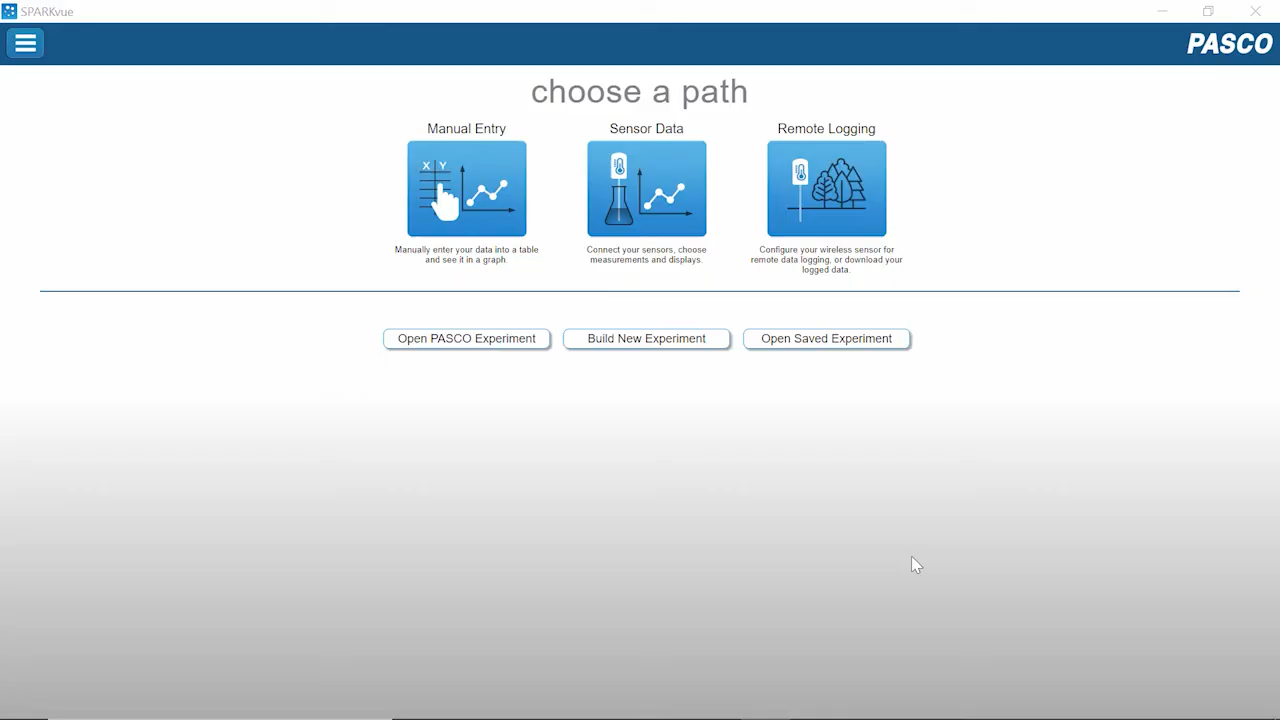 SPARKvue
PASCO
choose a path
Manual Entry
X Y
Manually enter your data into a table
and see it in a graph.
Sensor Data
Connect your sensors, choose
measurements and displays.
Remote Logging
Configure your wireless sensor for
remote data logging, or download your
logged data.
Open PASCO Experiment
Build New Experiment
Open Saved Experiment